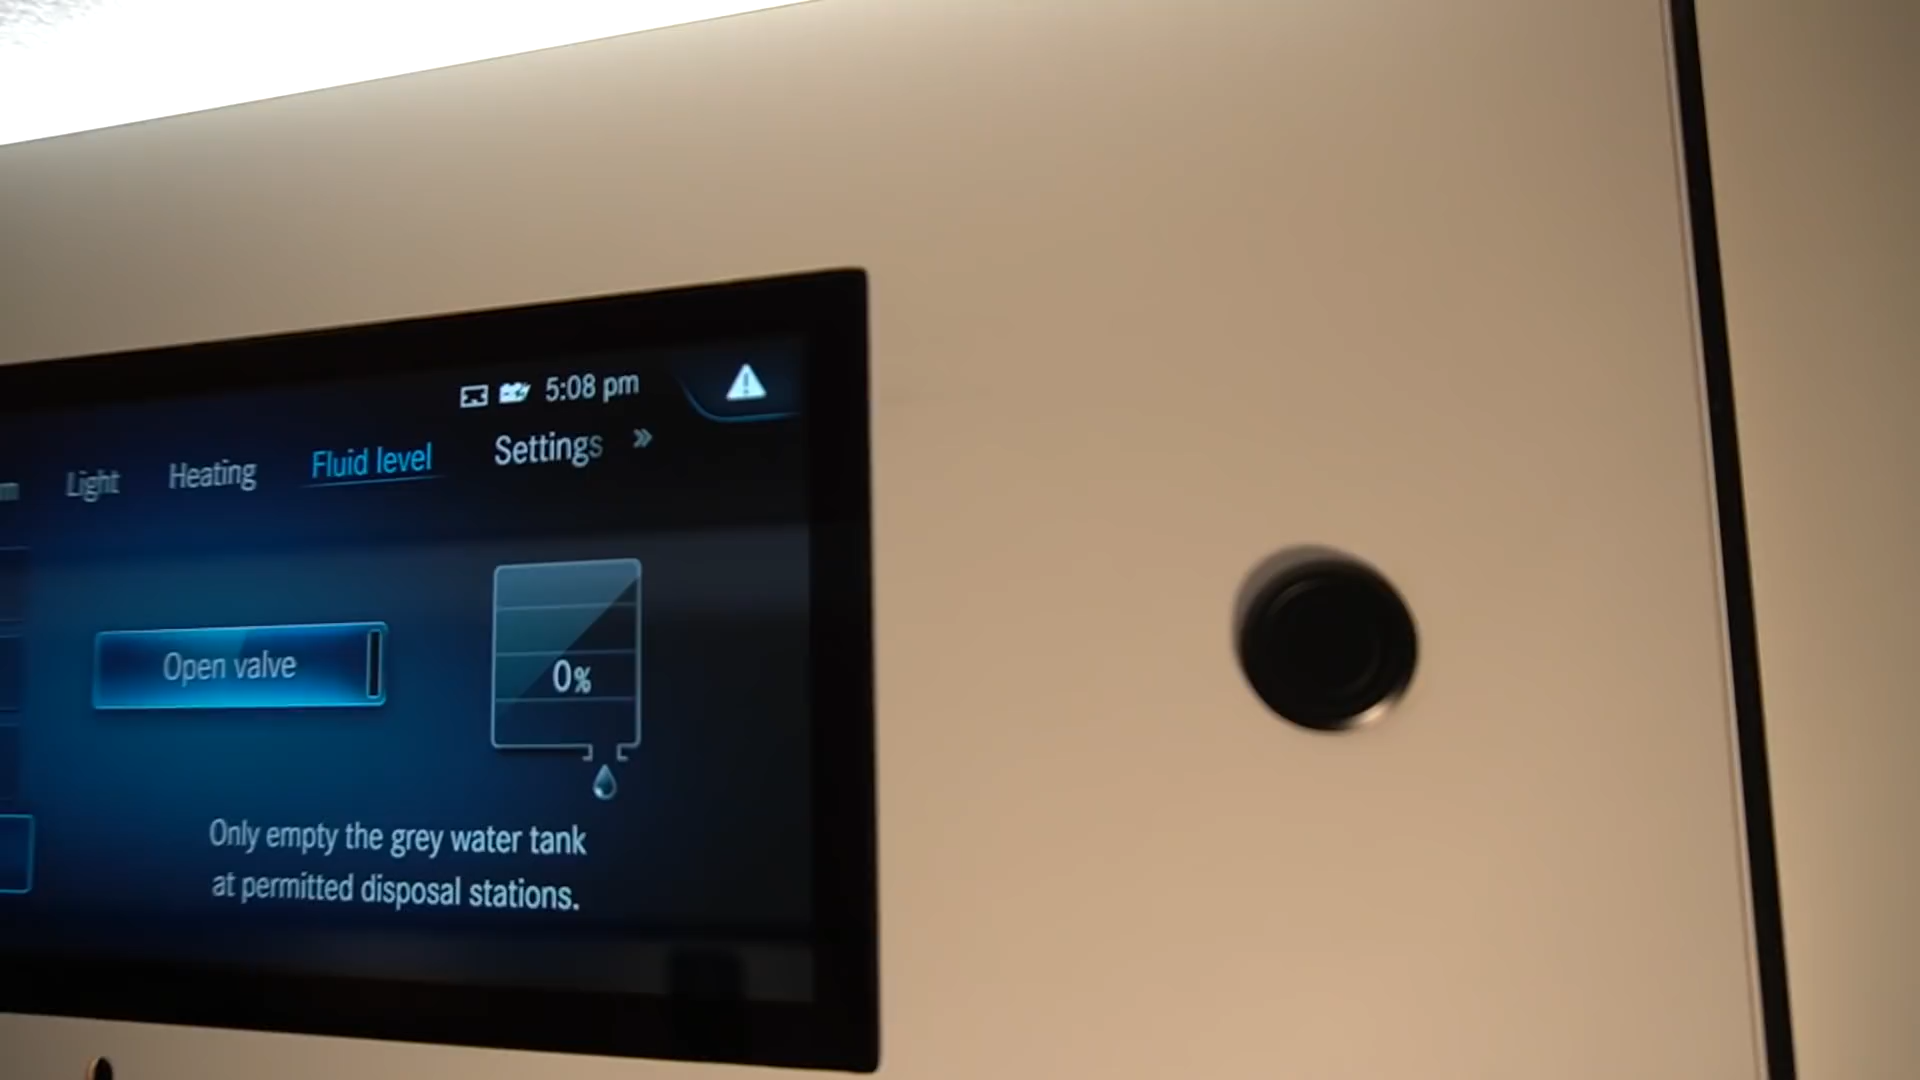 5:08 pm
Light Heating Fluid level Settings »
Open valve
0%
Only empty the grey water tank
at permitted disposal stations.